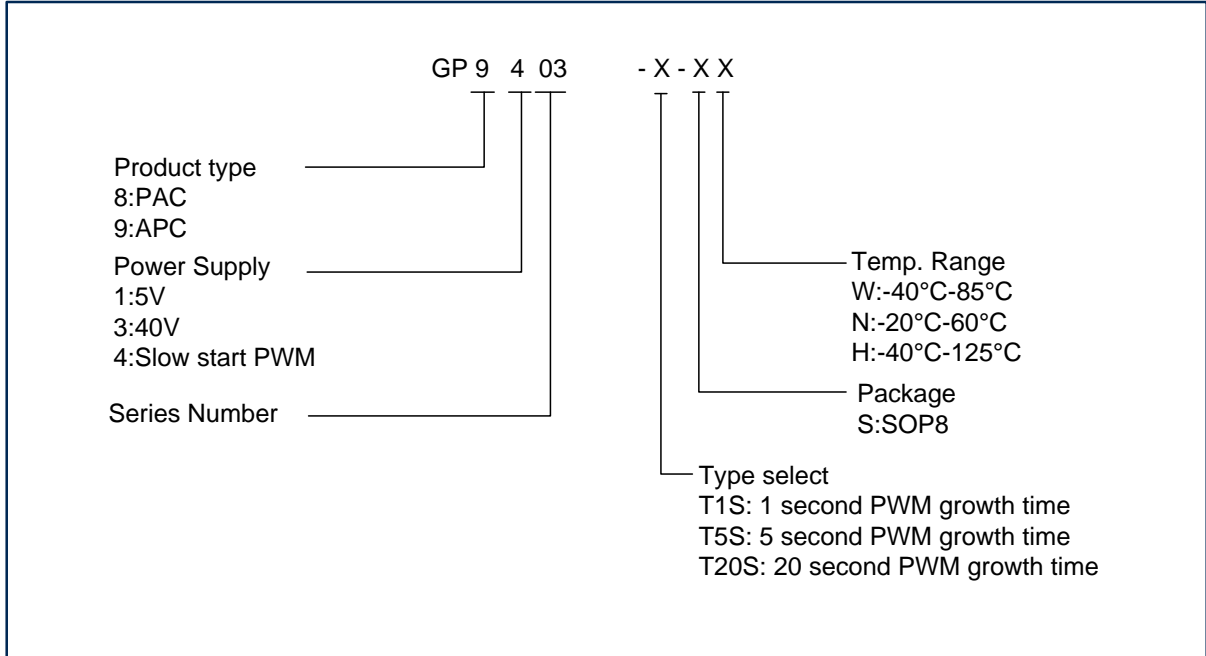 GP 9 4 03 - X - X X
Product type
8:PAC
9:APC
Power Supply
1:5V
3:40V
4:Slow start PWM
Series Number
Temp. Range
W:-40°C-85°C
N:-20°C-60°C
H:-40°C-125°C
Package
S:SOP8
Type select
T1S: 1 second PWM growth time
T5S: 5 second PWM growth time
T20S: 20 second PWM growth time